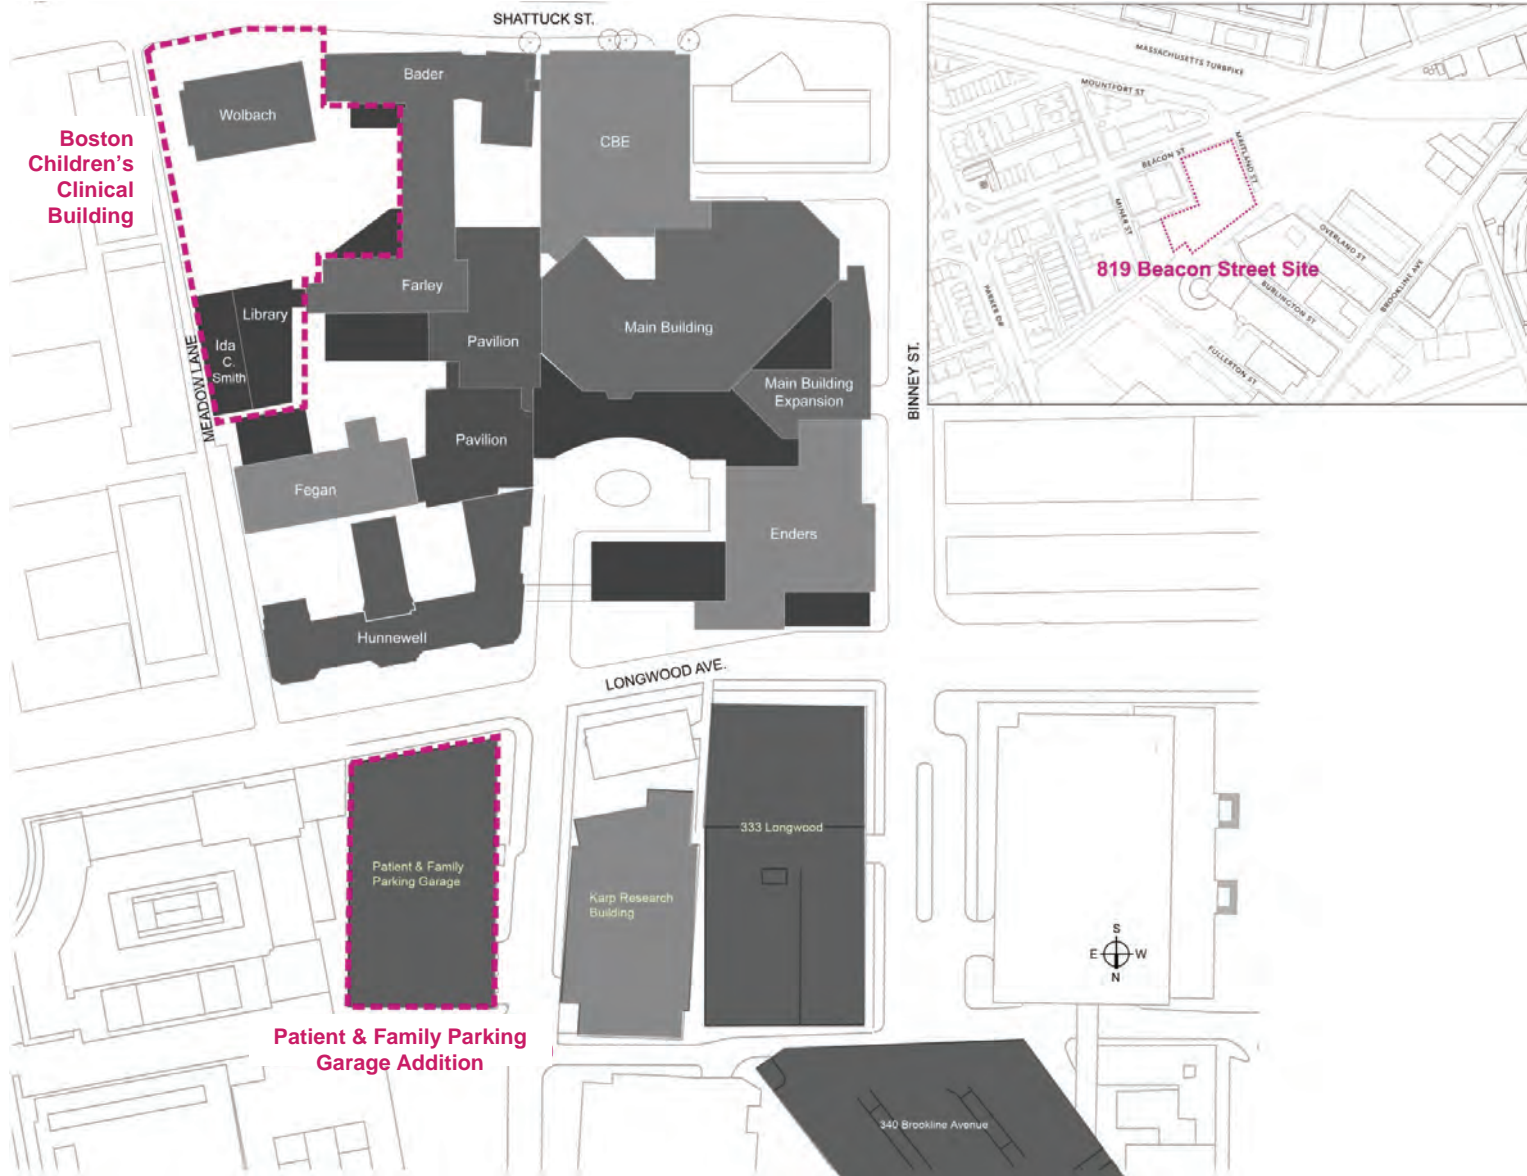 SHATTUCK ST.
Bader
Wolbach
CBE
Boston
Children's
Clinical
Building
Farley
Library
Ida
C.
Smith
MEADOW LANE
Main Building
Pavilion
Main Building
Expansion
Pavilion
Fegan
Enders
Hunnewell
BINNEY ST.
LONGWOOD AVE.
333 Longwood
Patient & Family
Parking Garage
Karp Research
Building
Patient & Family Parking
Garage Addition
340 Brookline Avenue
S
E
W
N
MASSACHUSETTS TURNPIKE
MOUNTFORT ST
BEACON ST
MAITLAND ST
MINER ST
OVERLAND ST
819 Beacon Street Site
BURLINGTON ST
BROOKLINE AVE
PARKER DR
FULLERTON ST